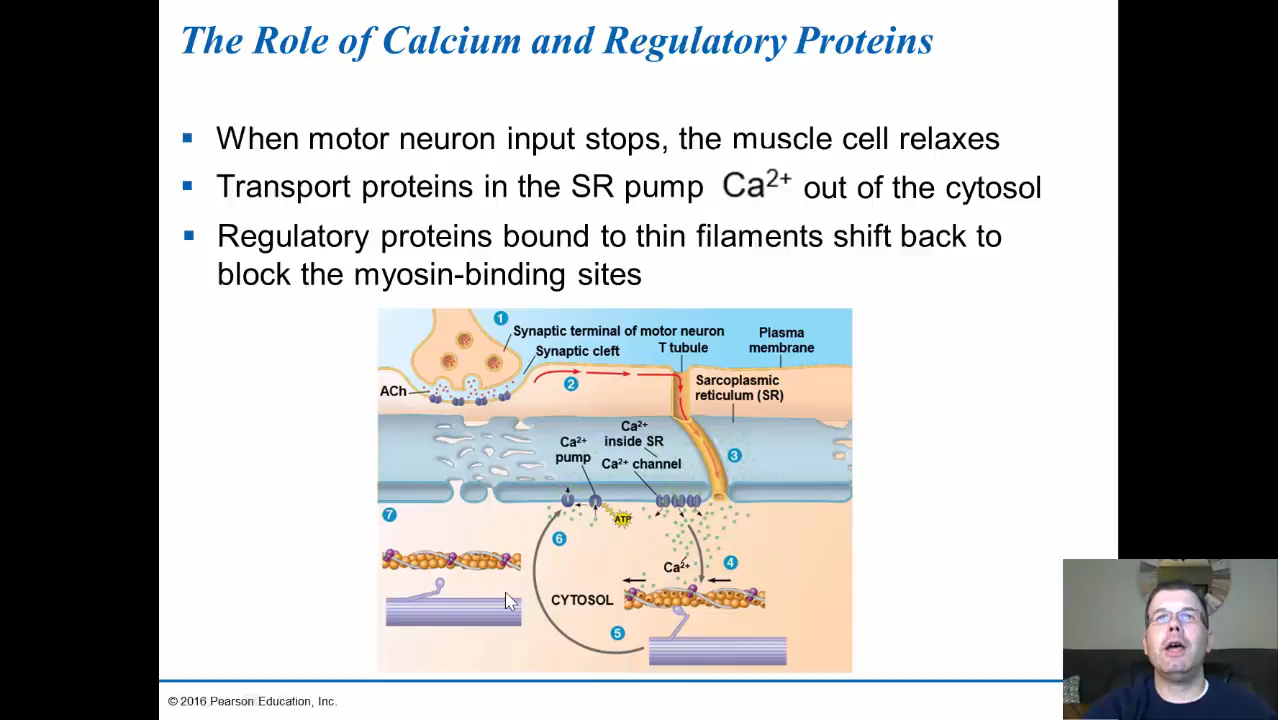 The Role of Calcium and Regulatory Proteins
▪ When motor neuron input stops, the muscle cell relaxes
▪ Transport proteins in the SR pump Ca²⁺ out of the cytosol
▪ Regulatory proteins bound to thin filaments shift back to
block the myosin-binding sites
1
Synaptic terminal of motor neuron
Synaptic cleft
T tubule
Plasma
membrane
ACh
2
Sarcoplasmic
reticulum (SR)
Ca²⁺
inside SR
Ca²⁺
pump
Ca²⁺ channel
3
7
ATP
6
4
Ca²⁺
CYTOSOL
5
© 2016 Pearson Education, Inc.